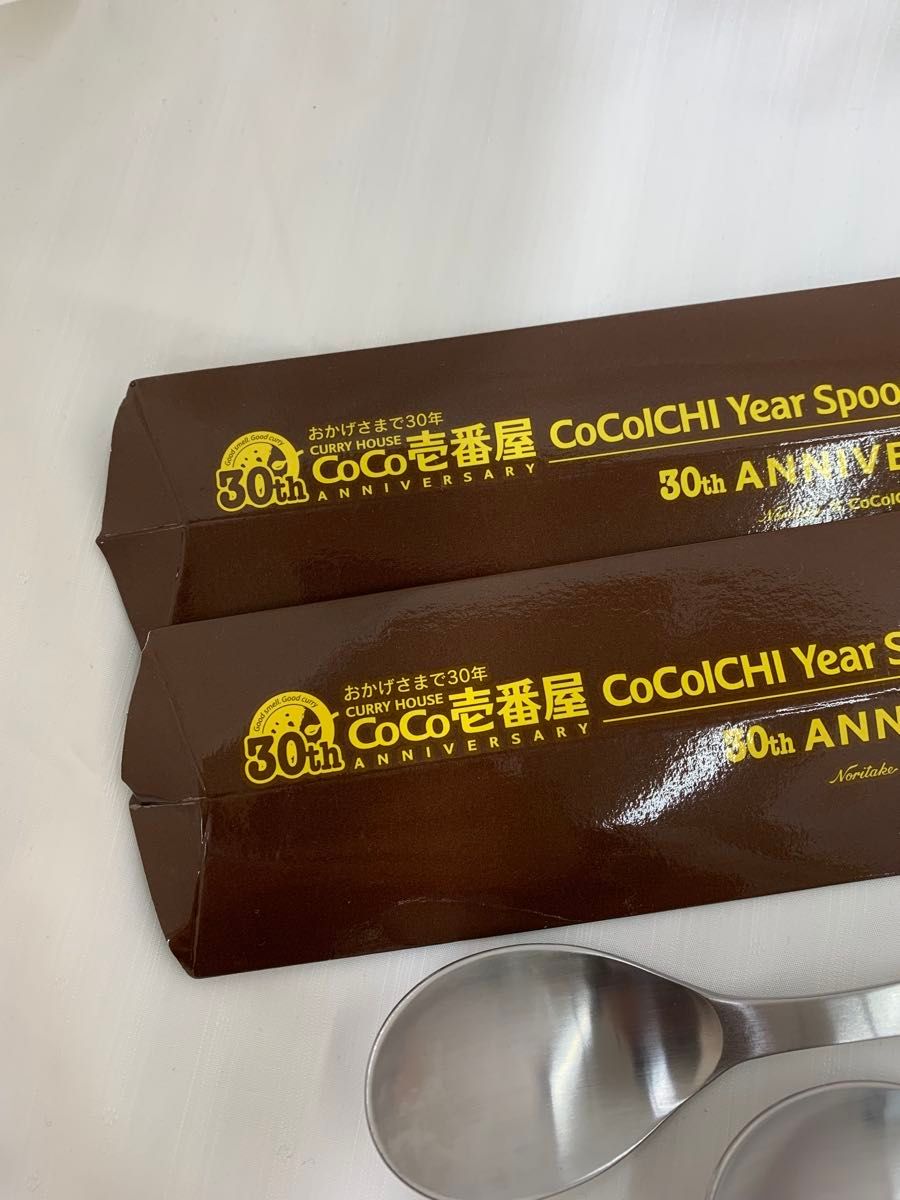 Good smell. Good curry
30th
おかげさまで30年
CURRY HOUSE
CoCo壱番屋
ANNIVERSARY
CoCoICHI Year Spoo
30th ANNIVE
Noritake & CoCoIC
Good smell. Good curry
30th
おかげさまで30年
CURRY HOUSE
CoCo壱番屋
ANNIVERSARY
CoCoICHI Year S
30th ANN
Noritake